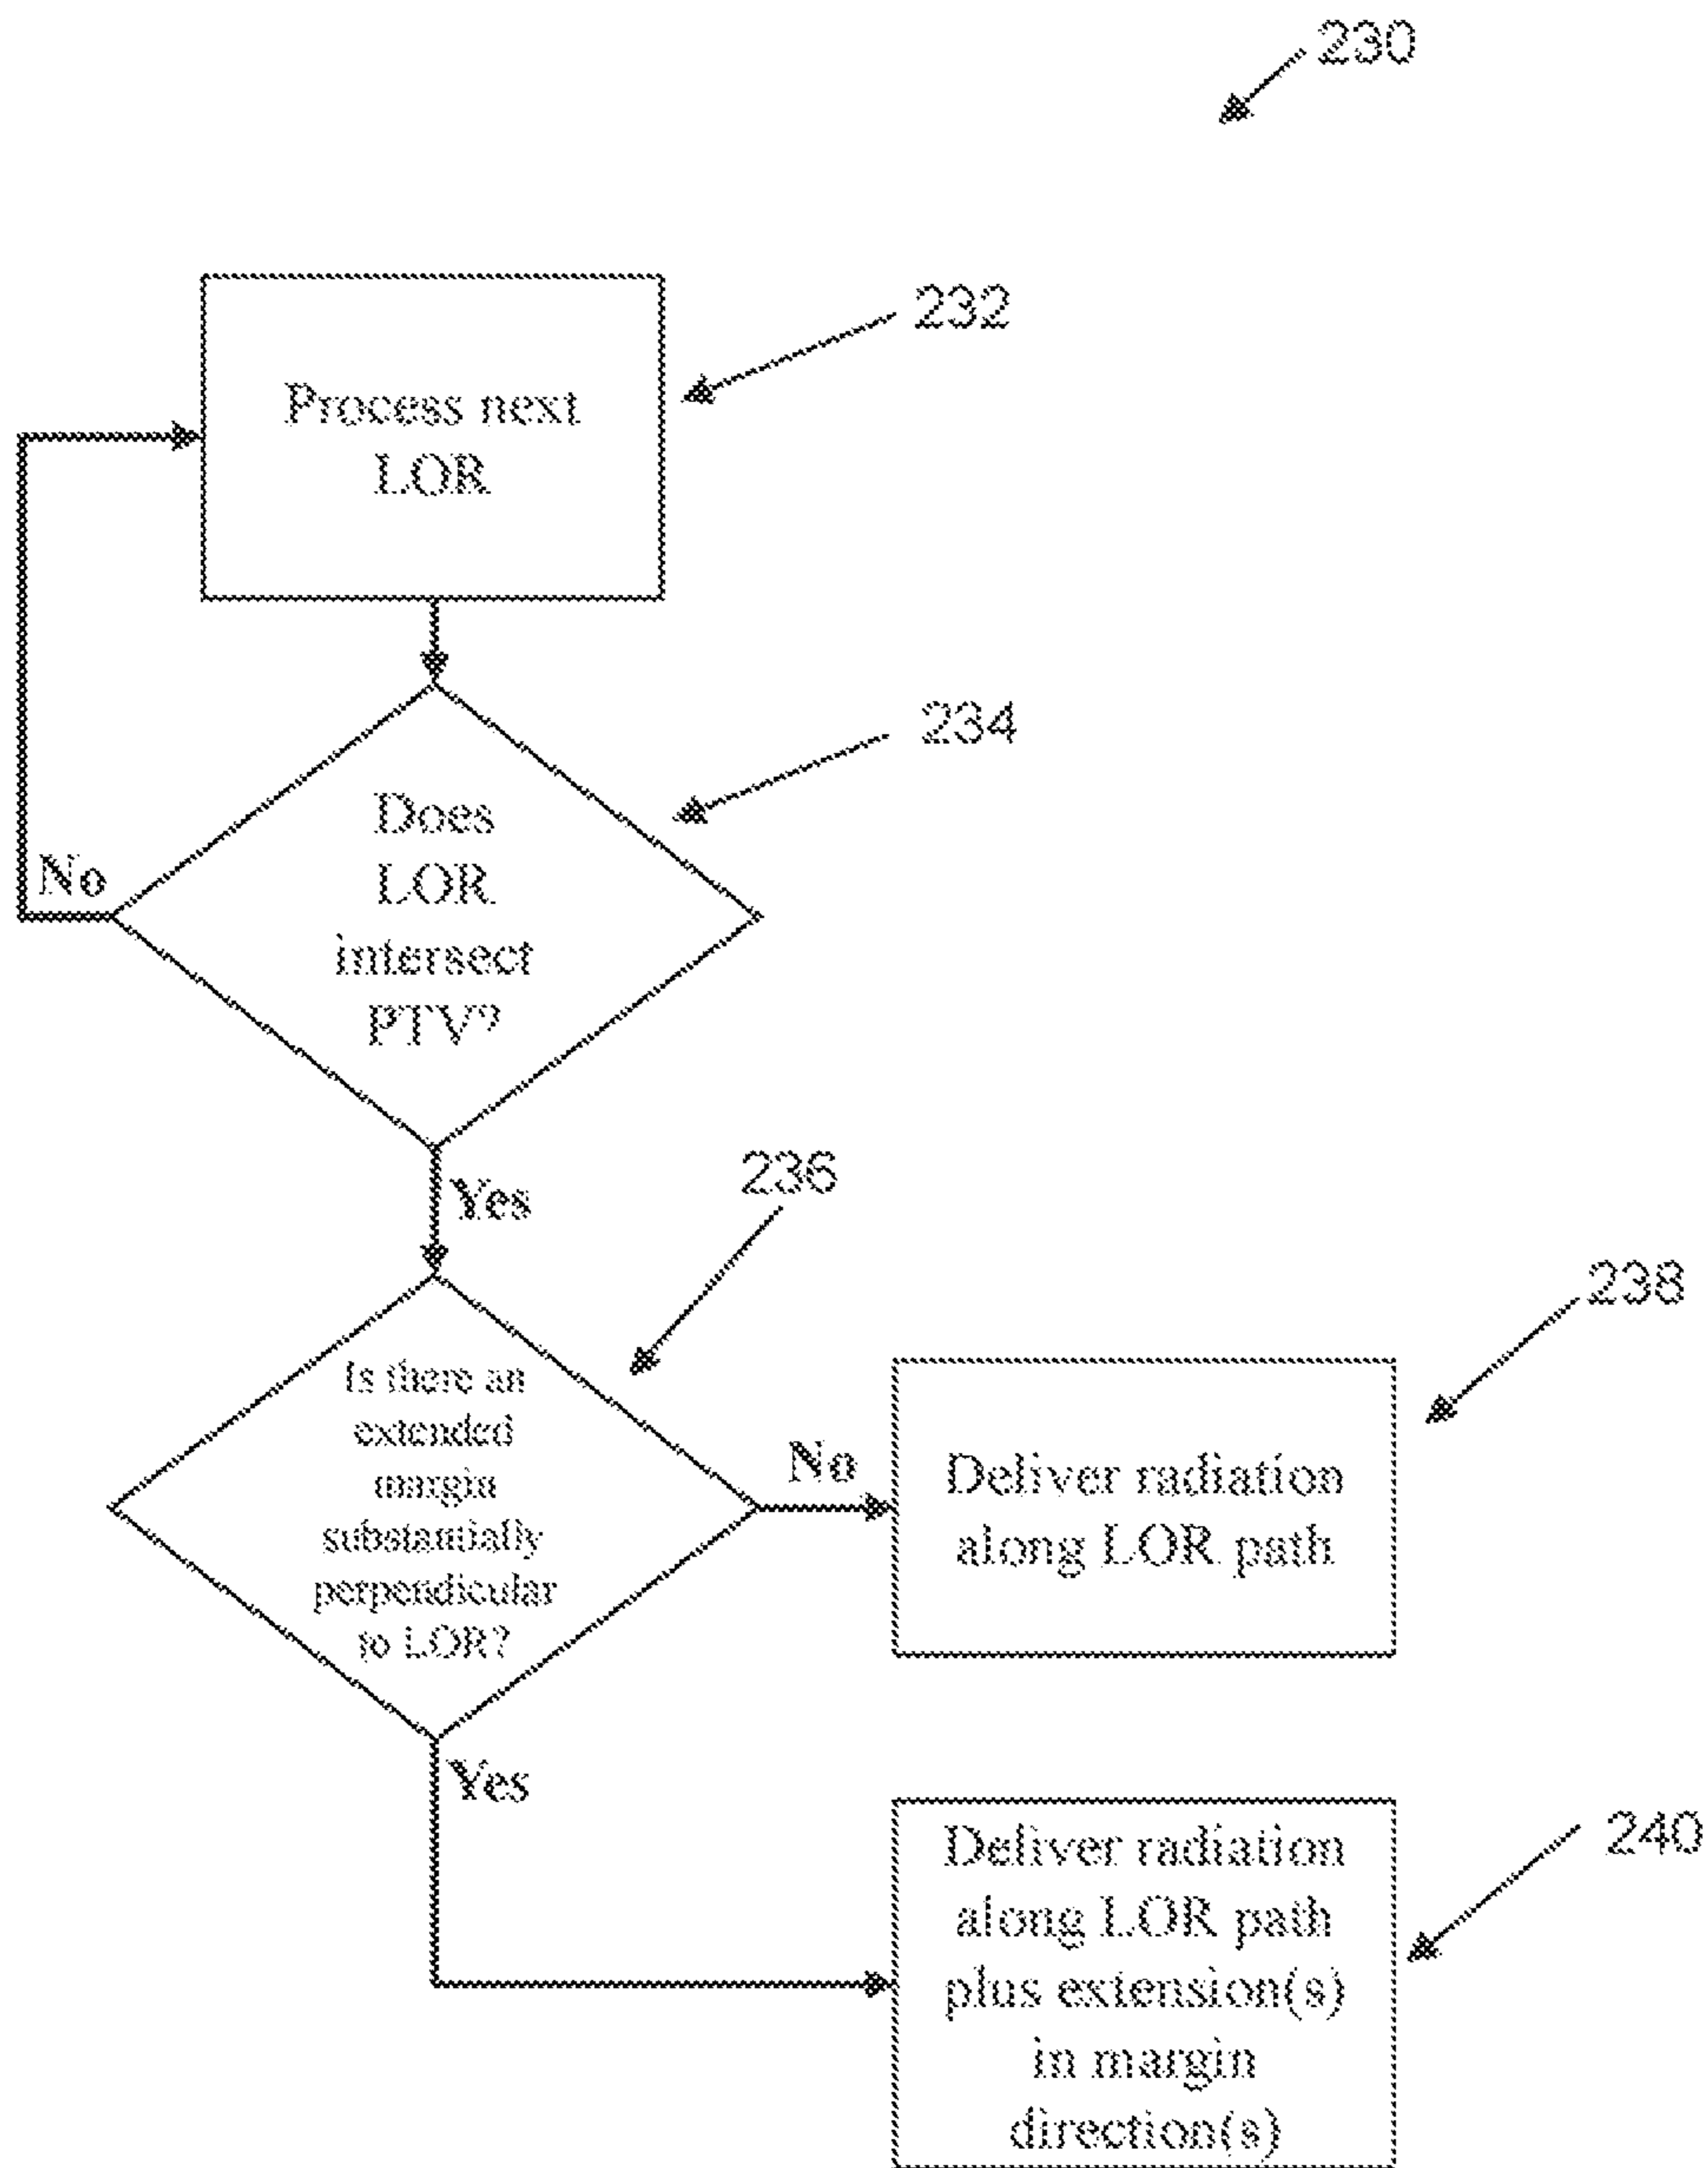 230
232
Process next
LOR
234
Does
LOR
intersect
PTV?
No
Yes
236
Is there an
extended
margin
substantially
perpendicular
to LOR?
No
238
Deliver radiation
along LOR path
Yes
240
Deliver radiation
along LOR path
plus extension(s)
in margin
direction(s)